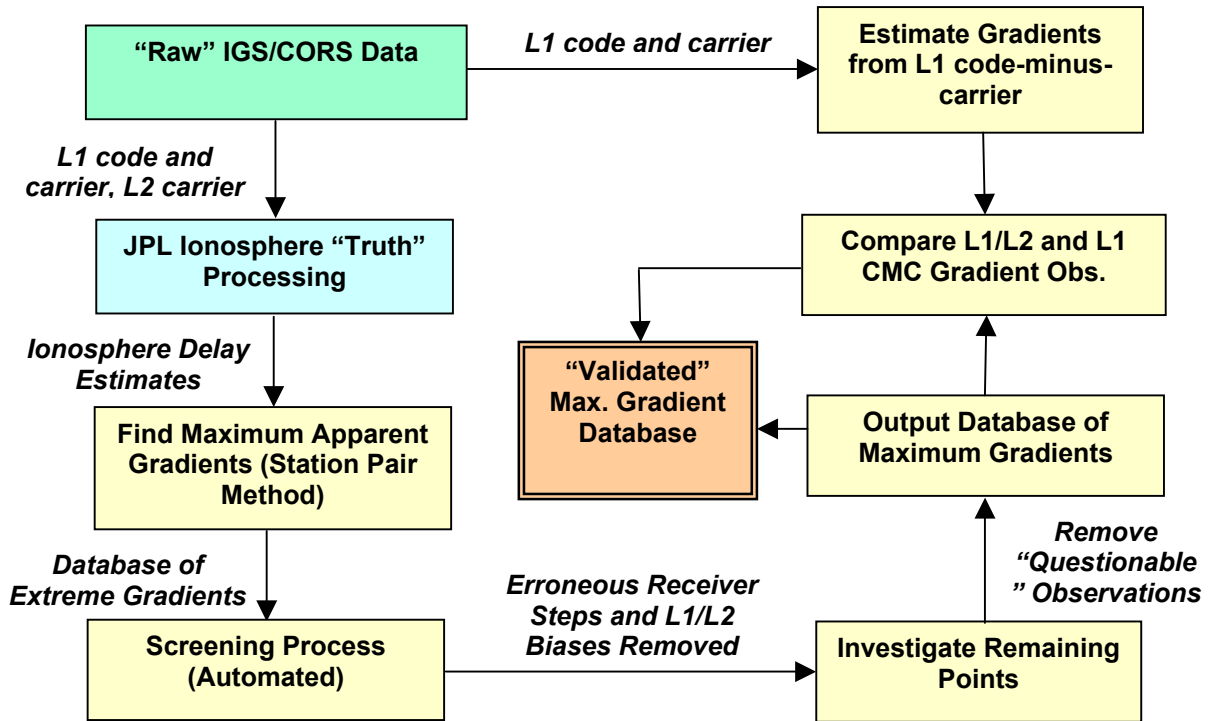 “Raw” IGS/CORS Data
L1 code and carrier
Estimate Gradients
from L1 code-minus-
carrier
L1 code and
carrier, L2 carrier
JPL Ionosphere “Truth”
Processing
Compare L1/L2 and L1
CMC Gradient Obs.
Ionosphere Delay
Estimates
“Validated”
Max. Gradient
Database
Find Maximum Apparent
Gradients (Station Pair
Method)
Output Database of
Maximum Gradients
Database of
Extreme Gradients
Erroneous Receiver
Steps and L1/L2
Biases Removed
Remove
“Questionable
” Observations
Screening Process
(Automated)
Investigate Remaining
Points